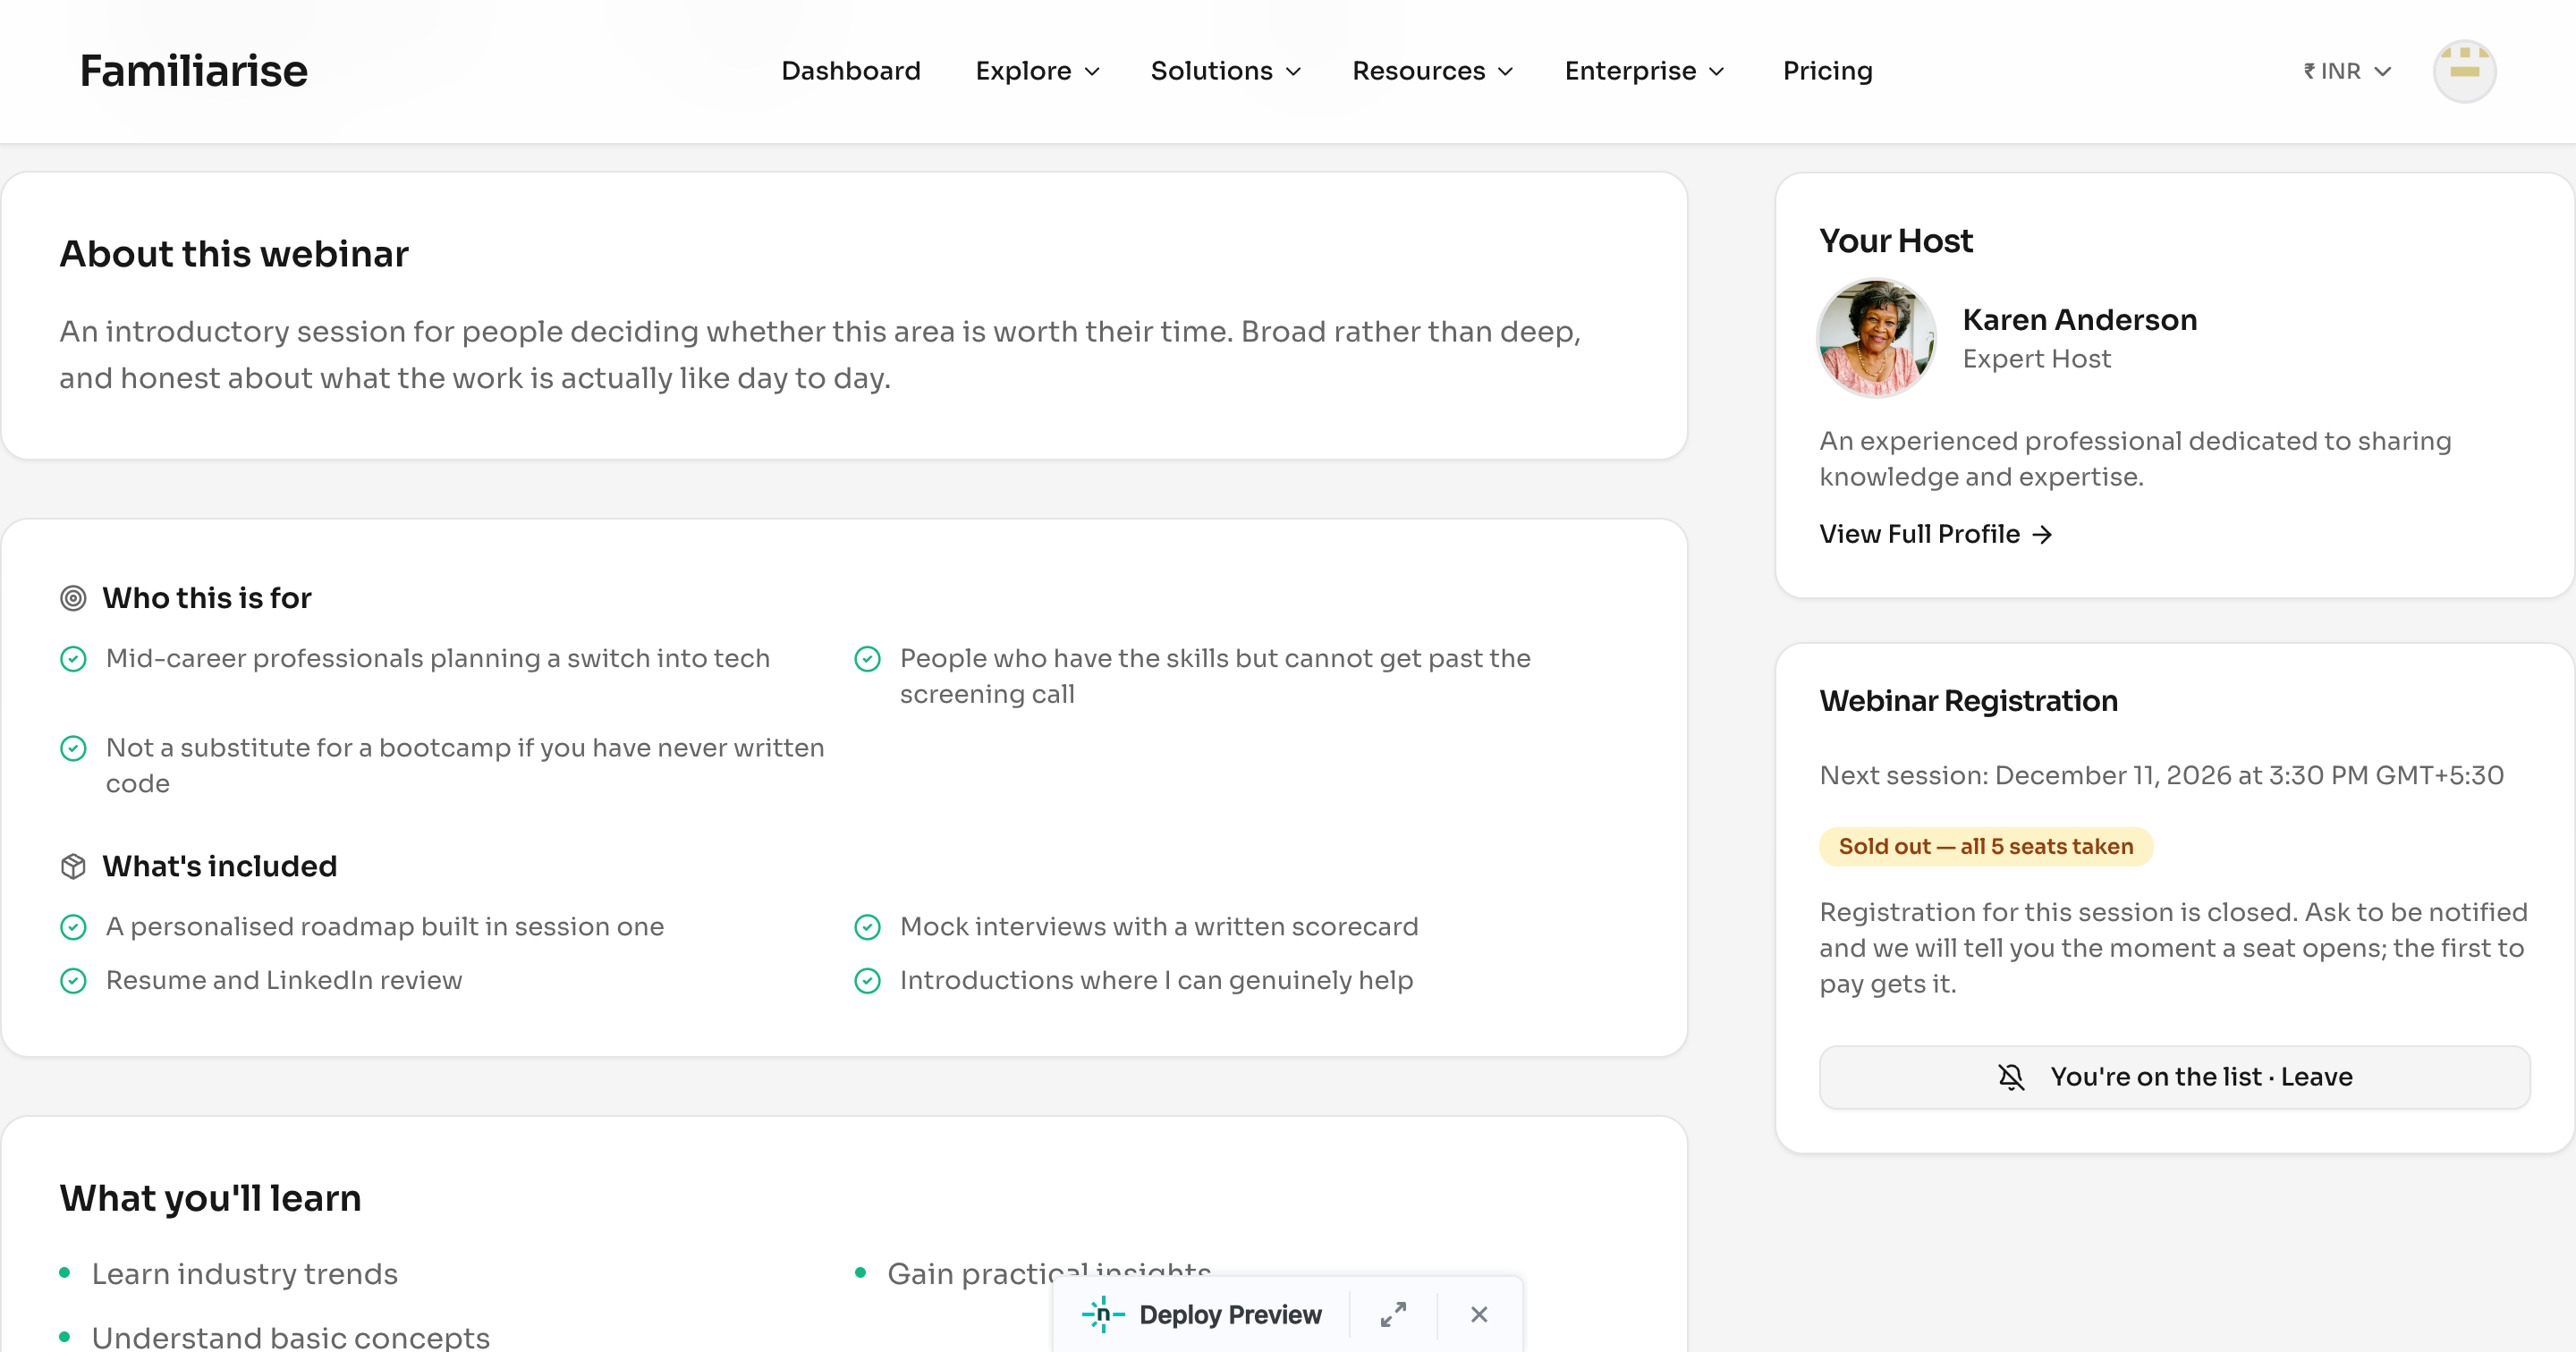 Familiarise
Dashboard
Explore
Solutions
Resources
Enterprise
Pricing
₹ INR
About this webinar
An introductory session for people deciding whether this area is worth their time. Broad rather than deep,
and honest about what the work is actually like day to day.
Who this is for
Mid-career professionals planning a switch into tech
People who have the skills but cannot get past the
screening call
Not a substitute for a bootcamp if you have never written
code
What's included
A personalised roadmap built in session one
Mock interviews with a written scorecard
Resume and LinkedIn review
Introductions where I can genuinely help
What you'll learn
Learn industry trends
Gain practical insights
Understand basic concepts
Your Host
Karen Anderson
Expert Host
An experienced professional dedicated to sharing
knowledge and expertise.
View Full Profile →
Webinar Registration
Next session: December 11, 2026 at 3:30 PM GMT+5:30
Sold out — all 5 seats taken
Registration for this session is closed. Ask to be notified
and we will tell you the moment a seat opens; the first to
pay gets it.
You're on the list · Leave
Deploy Preview